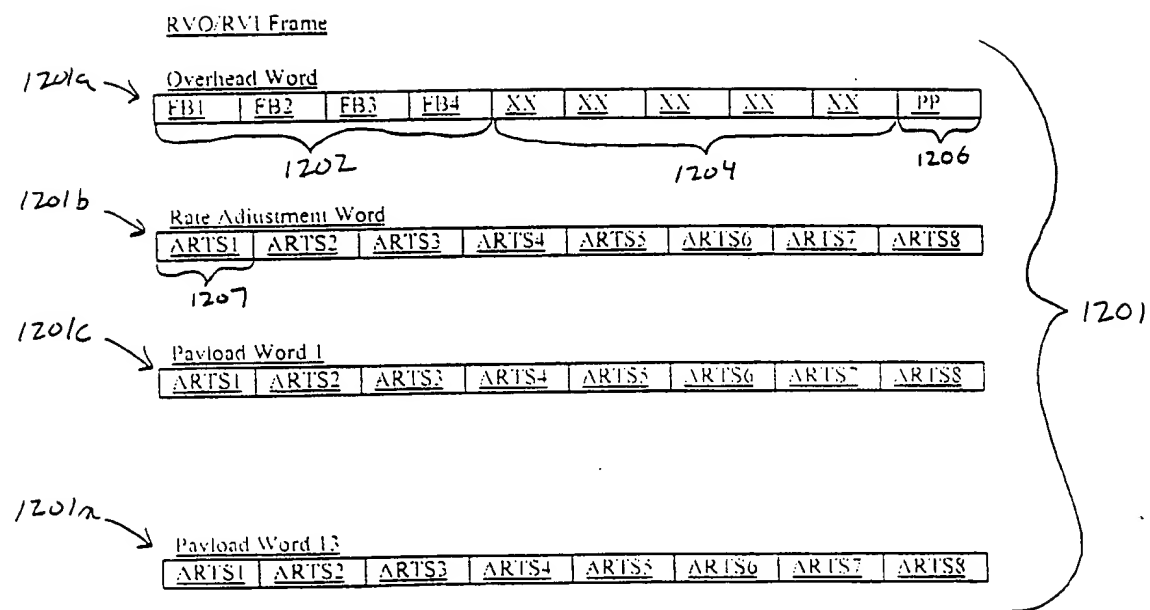 RVO/RVI Frame
1201a
Overhead Word
FB1 FB2 FB3 FB4 XX XX XX XX XX PP
1202 1204 1206
1201b
Rate Adjustment Word
ARTS1 ARTS2 ARTS3 ARTS4 ARTS5 ARTS6 ARTS7 ARTS8
1207
1201
1201c
Payload Word 1
ARTS1 ARTS2 ARTS3 ARTS4 ARTS5 ARTS6 ARTS7 ARTS8
1201n
Payload Word 13
ARTS1 ARTS2 ARTS3 ARTS4 ARTS5 ARTS6 ARTS7 ARTS8